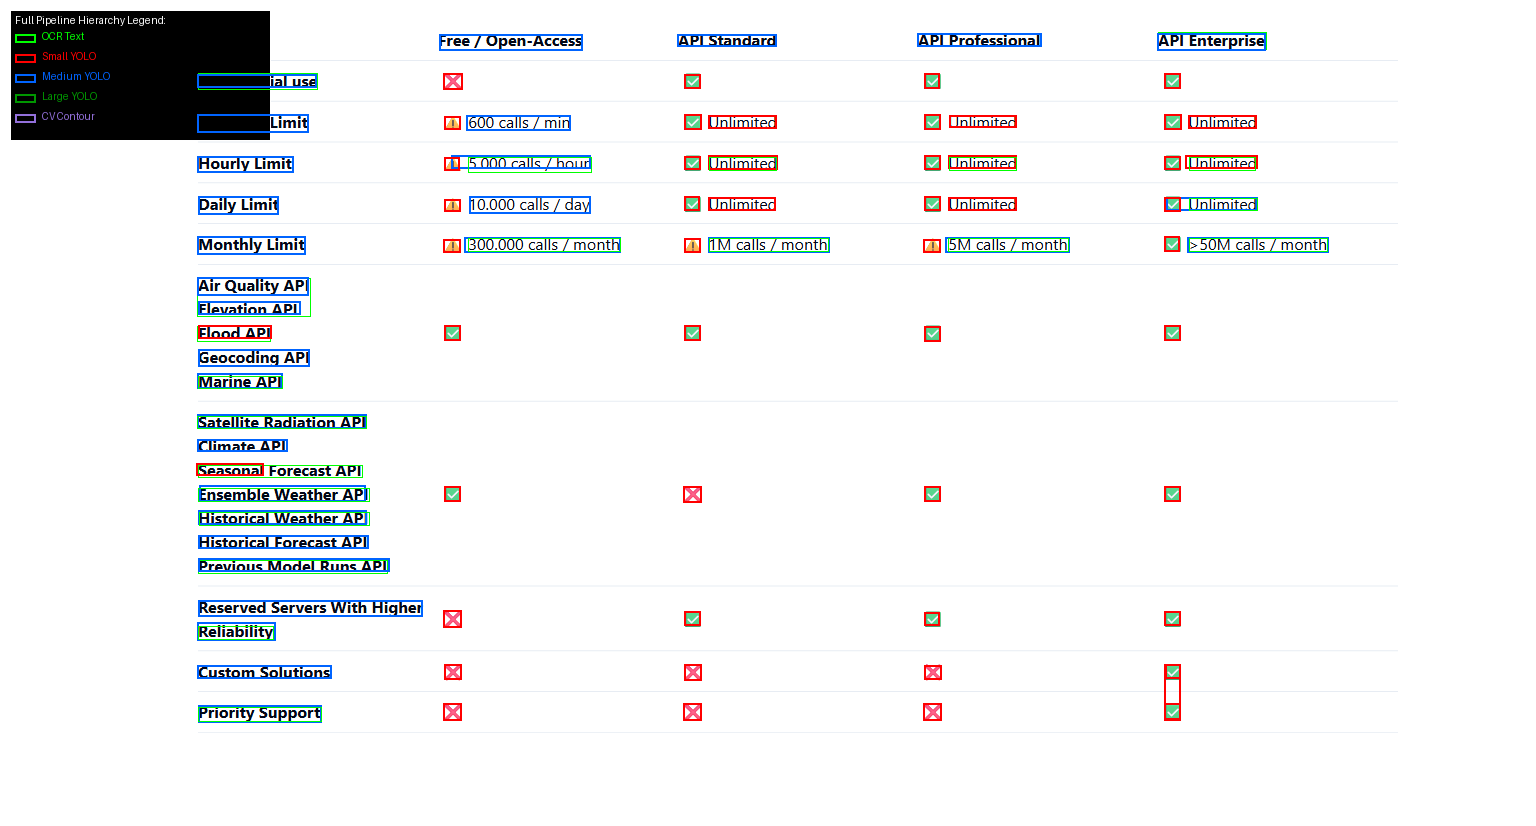 Full Pipeline Hierarchy Legend:
OCR Text
Small YOLO
Medium YOLO
Large YOLO
CV Contour
Free / Open-Access API Standard API Professional API Enterprise
ial use
Limit 600 calls / min Unlimited Unlimited Unlimited
Hourly Limit 5.000 calls / hour Unlimited Unlimited Unlimited
Daily Limit 10.000 calls / day Unlimited Unlimited Unlimited
Monthly Limit 300.000 calls / month 1M calls / month 5M calls / month >50M calls / month
Air Quality API
Elevation API
Flood API
Geocoding API
Marine API
Satellite Radiation API
Climate API
Seasonal Forecast API
Ensemble Weather API
Historical Weather API
Historical Forecast API
Previous Model Runs API
Reserved Servers With Higher
Reliability
Custom Solutions
Priority Support